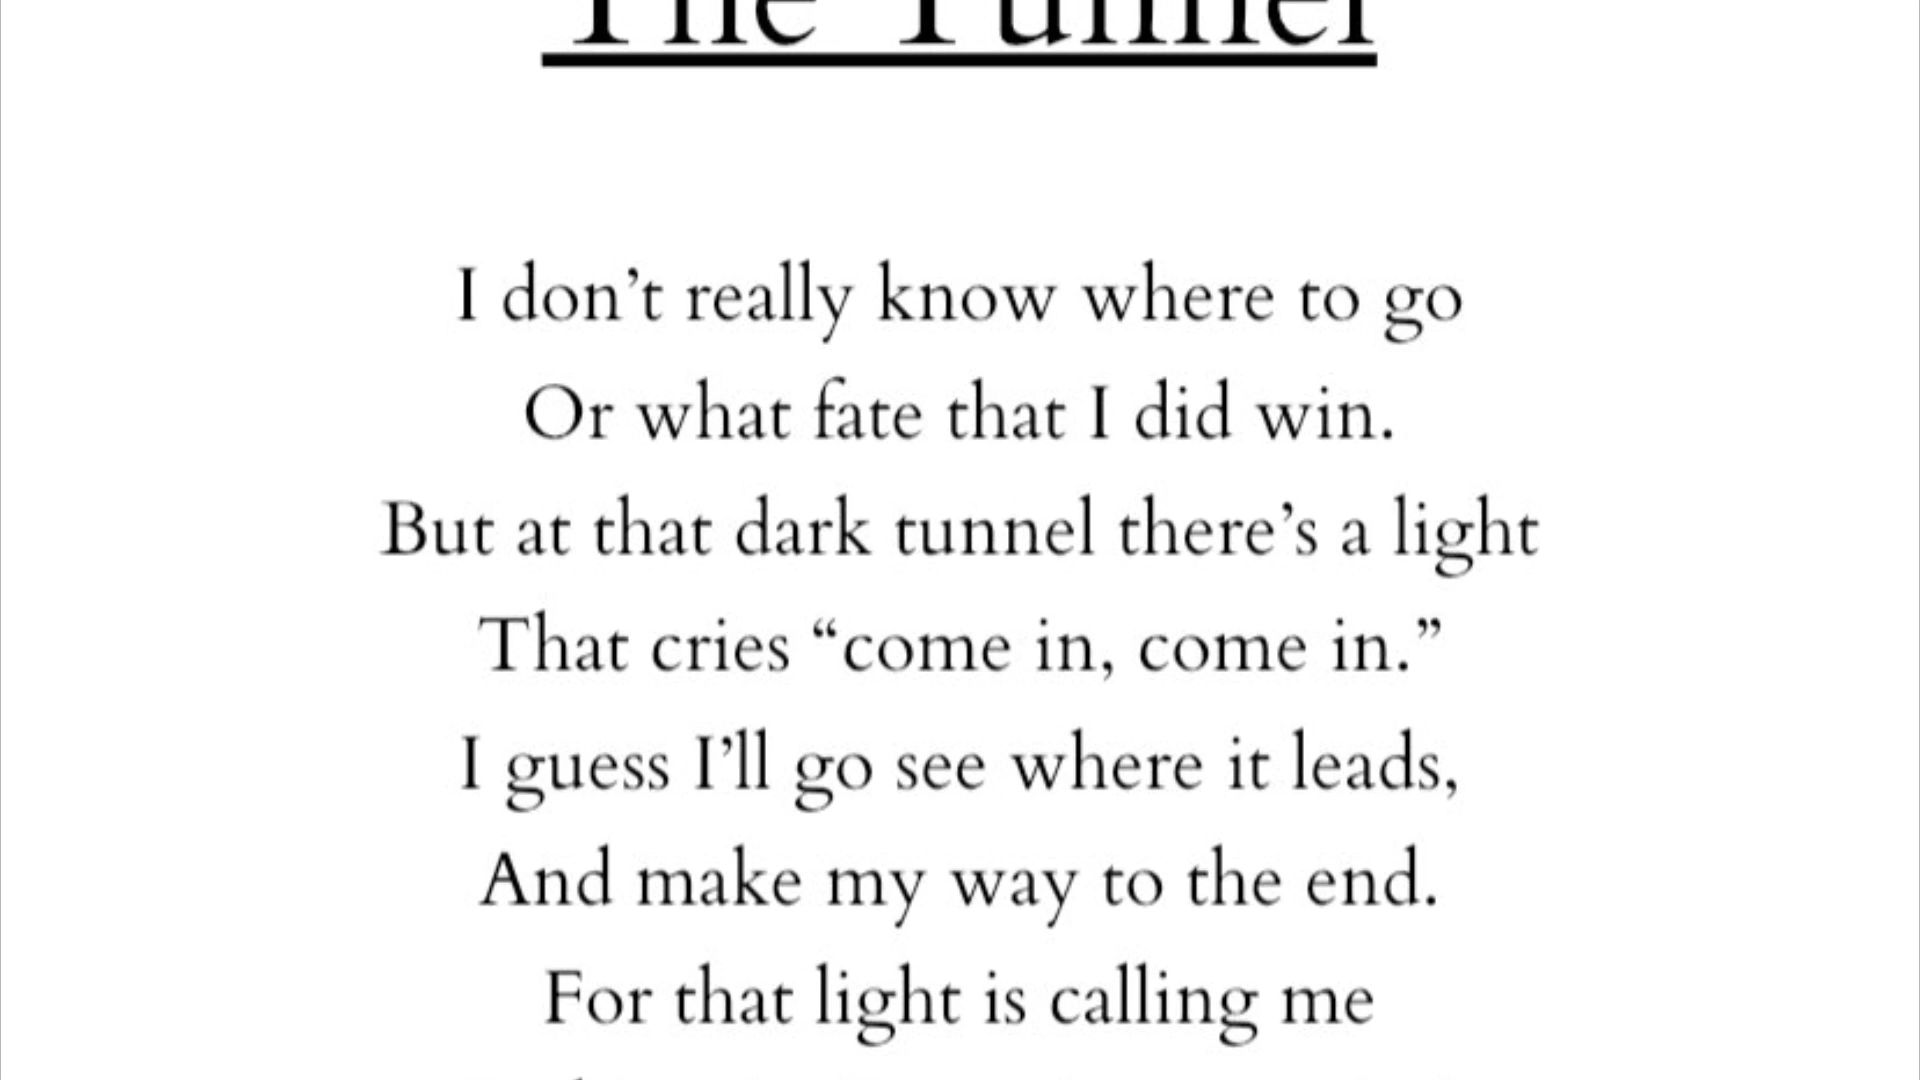 The Tunnel
I don’t really know where to go
Or what fate that I did win.
But at that dark tunnel there’s a light
That cries “come in, come in.”
I guess I’ll go see where it leads,
And make my way to the end.
For that light is calling me